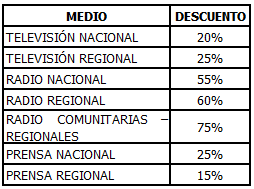 MEDIO DESCUENTO
TELEVISIÓN NACIONAL 20%
TELEVISIÓN REGIONAL 25%
RADIO NACIONAL 55%
RADIO REGIONAL 60%
RADIO COMUNITARIAS –
REGIONALES 75%
PRENSA NACIONAL 25%
PRENSA REGIONAL 15%